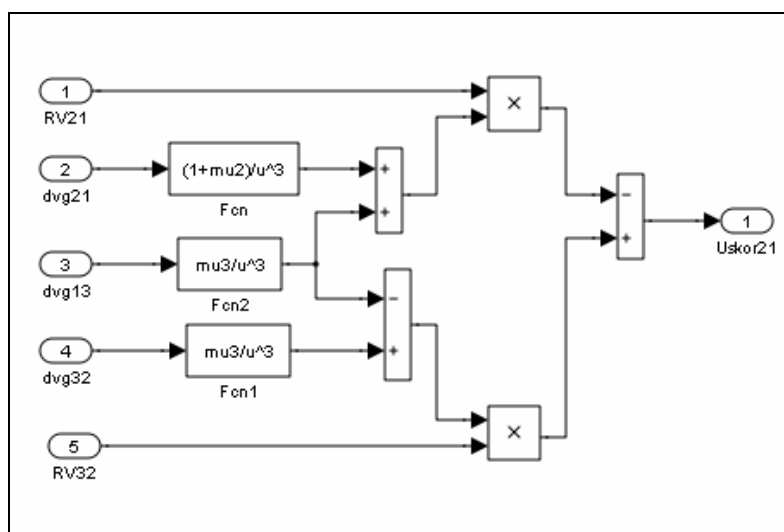 1
RV21
×
2
dvg21
(1+mu2)/u^3
Fcn
+
+
−
+
1
Uskor21
3
dvg13
mu3/u^3
Fcn2
−
+
4
dvg32
mu3/u^3
Fcn1
5
RV32
×